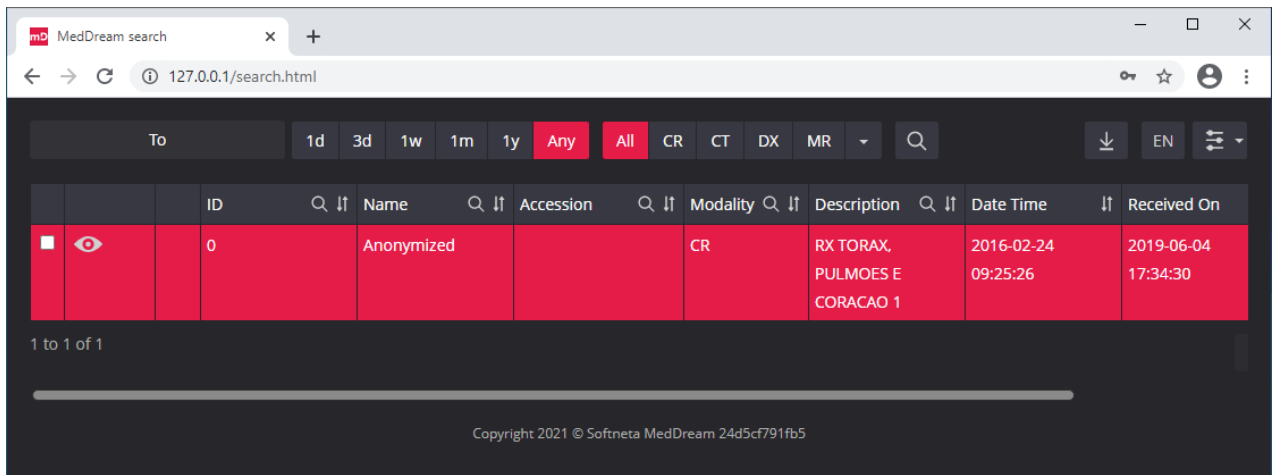 mD MedDream search
127.0.0.1/search.html
To 1d 3d 1w 1m 1y Any All CR CT DX MR EN
ID Name Accession Modality Description Date Time Received On
0 Anonymized CR RX TORAX, 2016-02-24 2019-06-04
PULMOES E 09:25:26 17:34:30
CORACAO 1
1 to 1 of 1
Copyright 2021 © Softneta MedDream 24d5cf791fb5